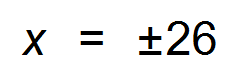 x = ±26